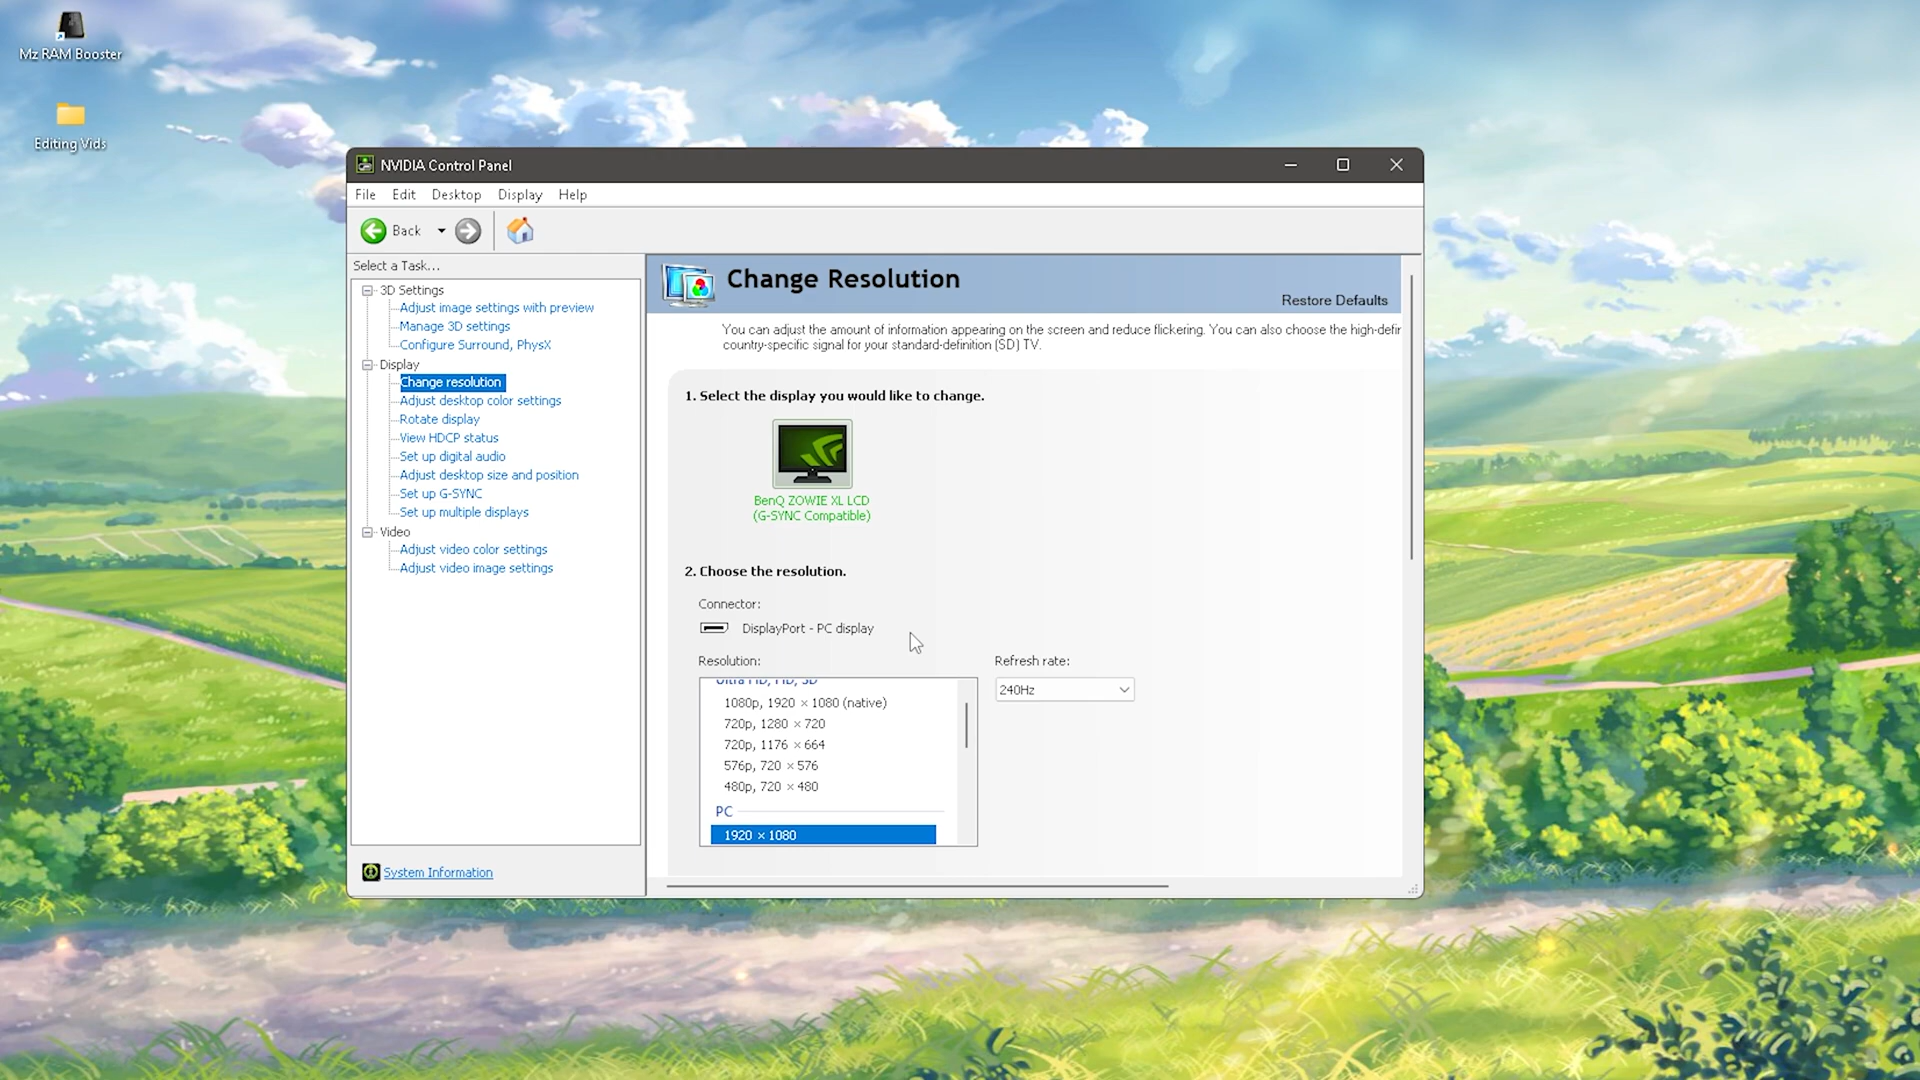 Mz RAM Booster
Editing Vids
NVIDIA Control Panel
File Edit Desktop Display Help
Back
Select a Task...
3D Settings
Adjust image settings with preview
Manage 3D settings
Configure Surround, PhysX
Display
Change resolution
Adjust desktop color settings
Rotate display
View HDCP status
Set up digital audio
Adjust desktop size and position
Set up G-SYNC
Set up multiple displays
Video
Adjust video color settings
Adjust video image settings
System Information
Change Resolution
Restore Defaults
You can adjust the amount of information appearing on the screen and reduce flickering. You can also choose the high-defin
country-specific signal for your standard-definition (SD) TV.
1. Select the display you would like to change.
BenQ ZOWIE XL LCD
(G-SYNC Compatible)
2. Choose the resolution.
Connector:
DisplayPort - PC display
Resolution:
Ultra HD, HD, SD
1080p, 1920 × 1080 (native)
720p, 1280 × 720
720p, 1176 × 664
576p, 720 × 576
480p, 720 × 480
PC
1920 × 1080
Refresh rate:
240Hz